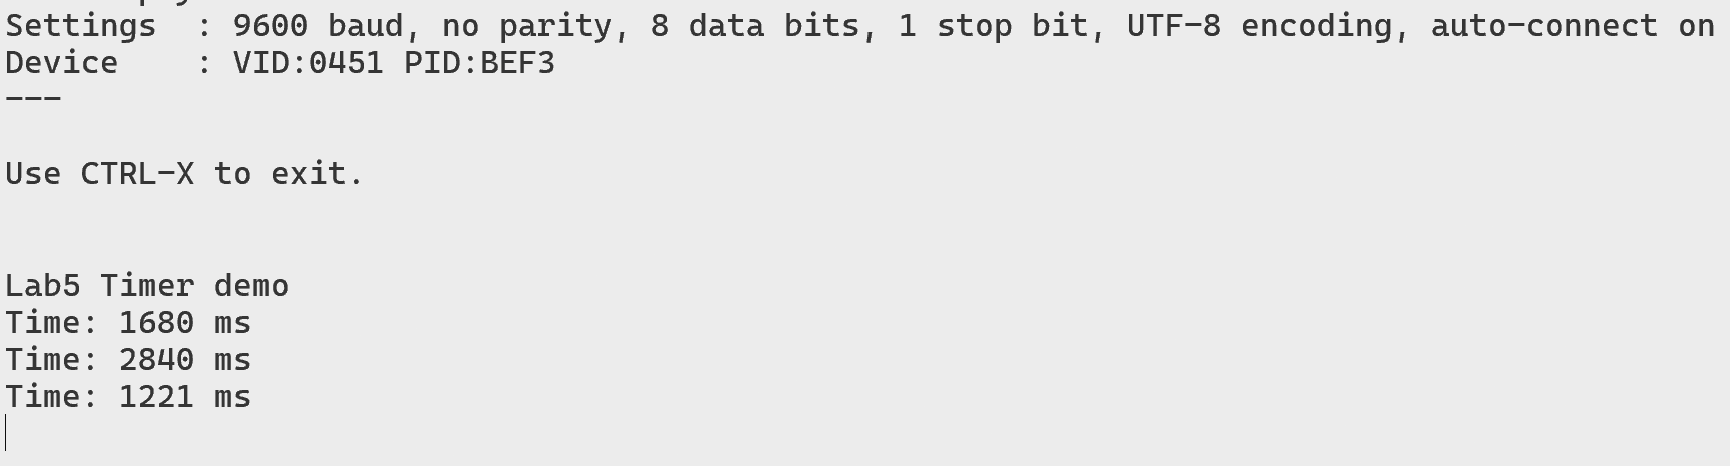 Settings  : 9600 baud, no parity, 8 data bits, 1 stop bit, UTF-8 encoding, auto-connect on
Device    : VID:0451 PID:BEF3
---
Use CTRL-X to exit.
Lab5 Timer demo
Time: 1680 ms
Time: 2840 ms
Time: 1221 ms